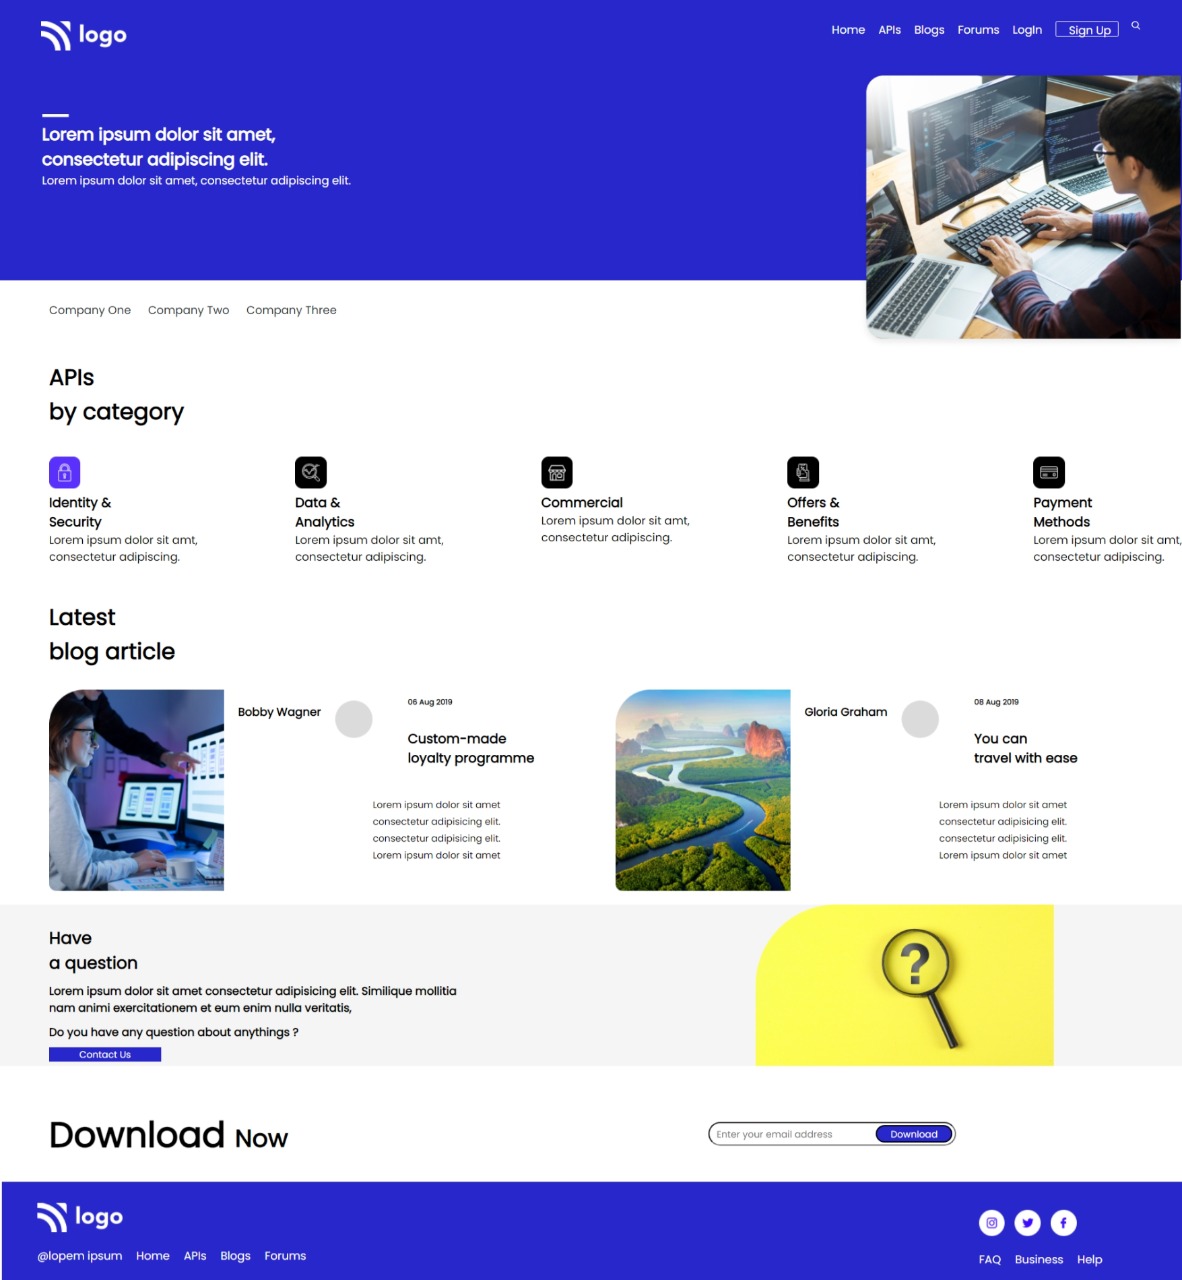 logo
Home APIs Blogs Forums LogIn Sign Up
Lorem ipsum dolor sit amet,
consectetur adipiscing elit.
Lorem ipsum dolor sit amet, consectetur adipiscing elit.
Company One Company Two Company Three
APIs
by category
Identity &
Security
Lorem ipsum dolor sit amt,
consectetur adipiscing.
Data &
Analytics
Lorem ipsum dolor sit amt,
consectetur adipiscing.
Commercial
Lorem ipsum dolor sit amt,
consectetur adipiscing.
Offers &
Benefits
Lorem ipsum dolor sit amt,
consectetur adipiscing.
Payment
Methods
Lorem ipsum dolor sit amt,
consectetur adipiscing.
Latest
blog article
Bobby Wagner
06 Aug 2019
Custom-made
loyalty programme
Lorem ipsum dolor sit amet
consectetur adipisicing elit.
consectetur adipisicing elit.
Lorem ipsum dolor sit amet
Gloria Graham
08 Aug 2019
You can
travel with ease
Lorem ipsum dolor sit amet
consectetur adipisicing elit.
consectetur adipisicing elit.
Lorem ipsum dolor sit amet
Have
a question
Lorem ipsum dolor sit amet consectetur adipisicing elit. Similique mollitia
nam animi exercitationem et eum enim nulla veritatis,
Do you have any question about anythings ?
Contact Us
?
Download Now
Enter your email address Download
logo
@lopem ipsum Home APIs Blogs Forums
FAQ Business Help